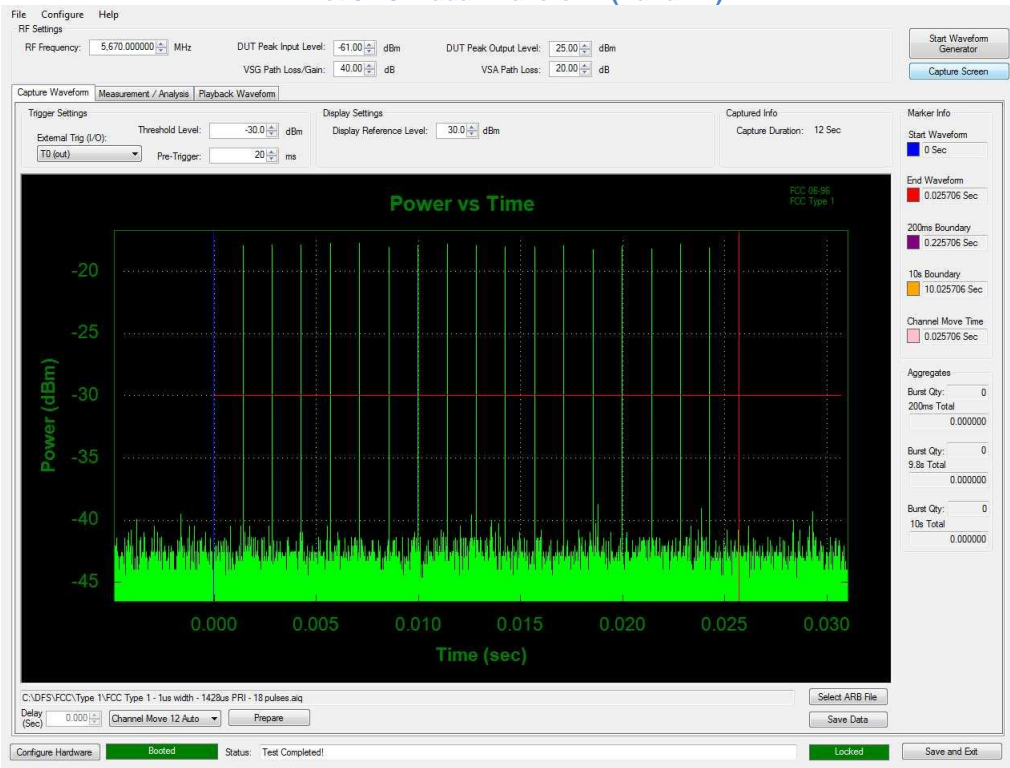 File Configure Help
RF Settings
RF Frequency: 5,670.000000 MHz DUT Peak Input Level: -61.00 dBm DUT Peak Output Level: 25.00 dBm
VSG Path Loss/Gain: 40.00 dB VSA Path Loss: 20.00 dB
Start Waveform Generator
Capture Screen
Capture Waveform Measurement / Analysis Playback Waveform
Trigger Settings
External Trig (I/O): T0 (out)
Threshold Level: -30.0 dBm
Pre-Trigger: 20 ms
Display Settings
Display Reference Level: 30.0 dBm
Captured Info
Capture Duration: 12 Sec
Marker Info
Start Waveform
0 Sec
End Waveform
0.025706 Sec
200ms Boundary
0.225706 Sec
10s Boundary
10.025706 Sec
Channel Move Time
0.025706 Sec
Aggregates
Burst Qty: 0
200ms Total
0.000000
Burst Qty: 0
9.8s Total
0.000000
Burst Qty: 0
10s Total
0.000000
Power vs Time
FCC 06-96
FCC Type 1
Power (dBm)
-20
-25
-30
-35
-40
-45
0.000 0.005 0.010 0.015 0.020 0.025 0.030
Time (sec)
C:\DFS\FCC\Type 1\FCC Type 1 - 1us width - 1428us PRI - 18 pulses.aiq
Select ARB File
Delay (Sec) 0.000 Channel Move 12 Auto Prepare
Save Data
Configure Hardware Booted Status: Test Completed! Locked Save and Exit